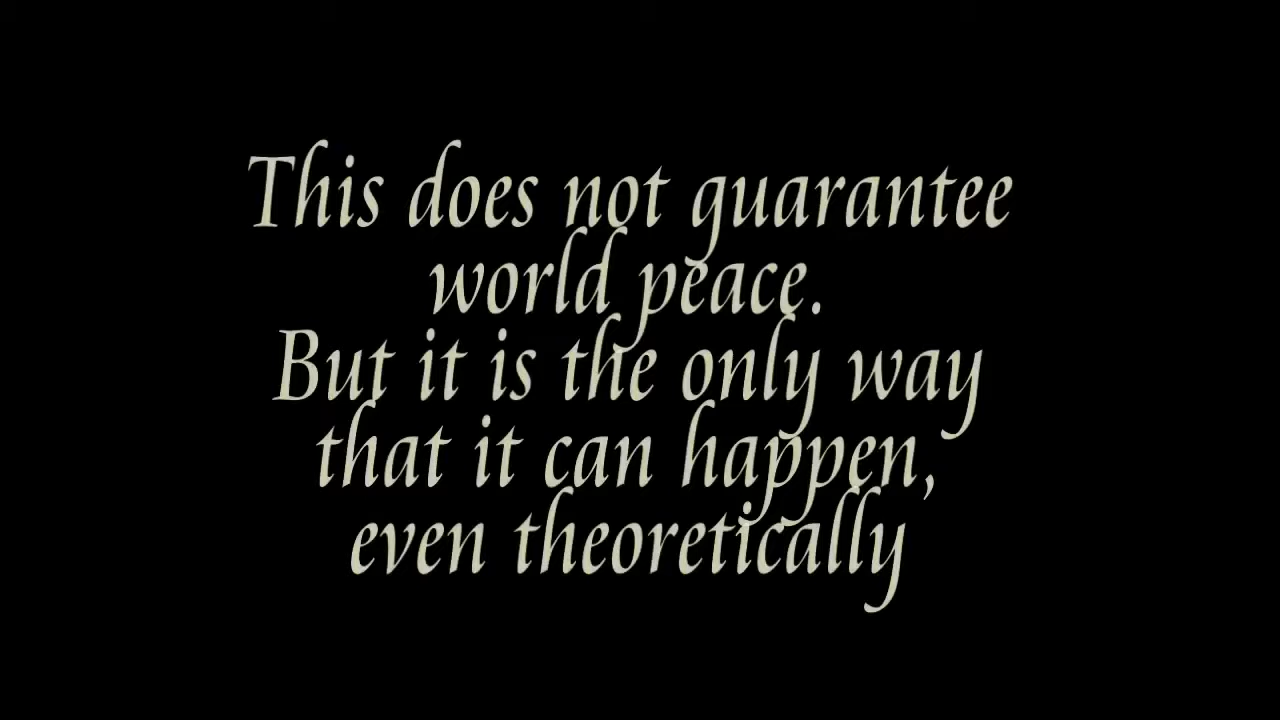 This does not guarantee
world peace.
But it is the only way
that it can happen,
even theoretically